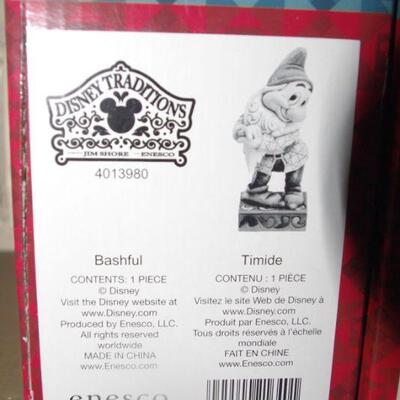 DISNEY TRADITIONS
JIM SHORE ENESCO
4013980
Bashful
CONTENTS: 1 PIECE
© Disney
Visit the Disney website at
www.Disney.com
Produced by Enesco, LLC.
All rights reserved
worldwide
MADE IN CHINA
www.Enesco.com
enesco
Timide
CONTENU : 1 PIÈCE
© Disney
Visitez le site Web de Disney à
www.Disney.com
Produit par Enesco, LLC.
Tous droits réservés à l'échelle
mondiale
FAIT EN CHINE
www.Enesco.com